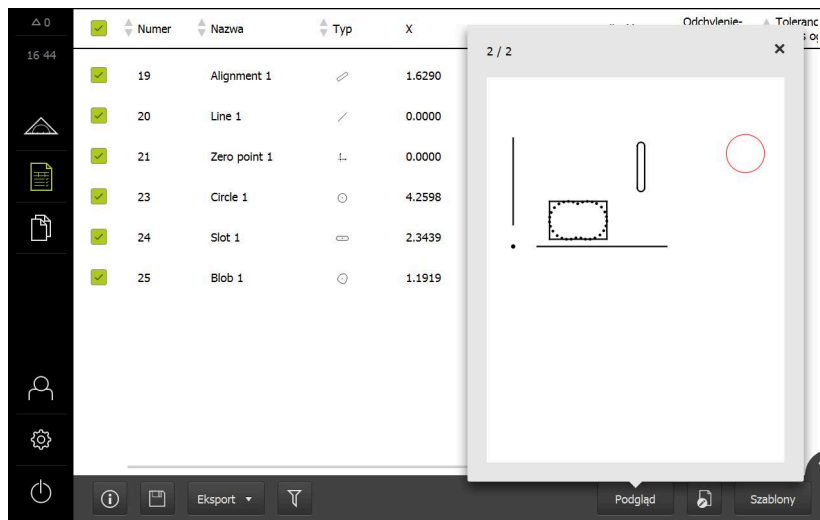 △ 0
16 44
Numer Nazwa Typ X Odchylenie-
19 Alignment 1 1.6290
20 Line 1 0.0000
21 Zero point 1 0.0000
23 Circle 1 4.2598
24 Slot 1 2.3439
25 Blob 1 1.1919
2 / 2
Eksport Podgląd Szablony